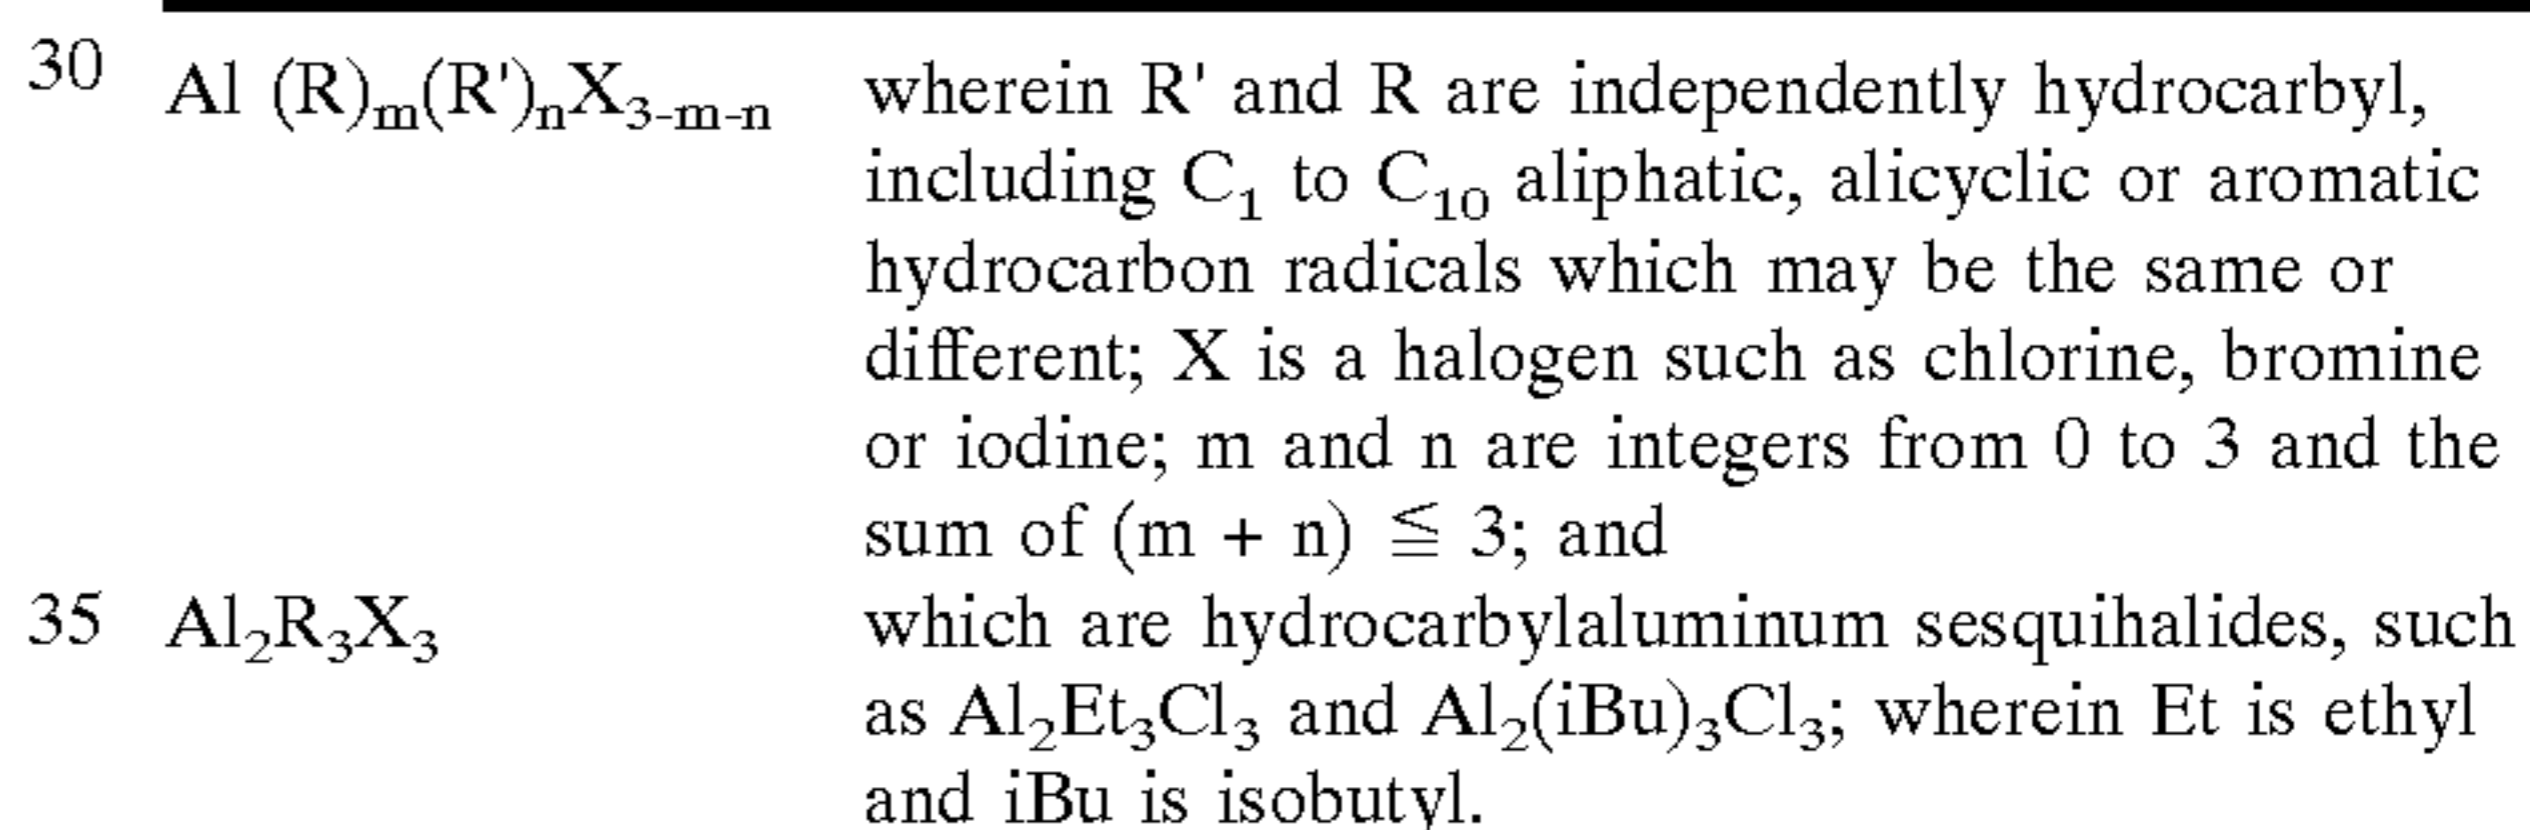 30 Al (R)ₘ(R')ₙX₃₋ₘ₋ₙ wherein R' and R are independently hydrocarbyl,
including C₁ to C₁₀ aliphatic, alicyclic or aromatic
hydrocarbon radicals which may be the same or
different; X is a halogen such as chlorine, bromine
or iodine; m and n are integers from 0 to 3 and the
sum of (m + n) ≦ 3; and
35 Al₂R₃X₃ which are hydrocarbylaluminum sesquihalides, such
as Al₂Et₃Cl₃ and Al₂(iBu)₃Cl₃; wherein Et is ethyl
and iBu is isobutyl.